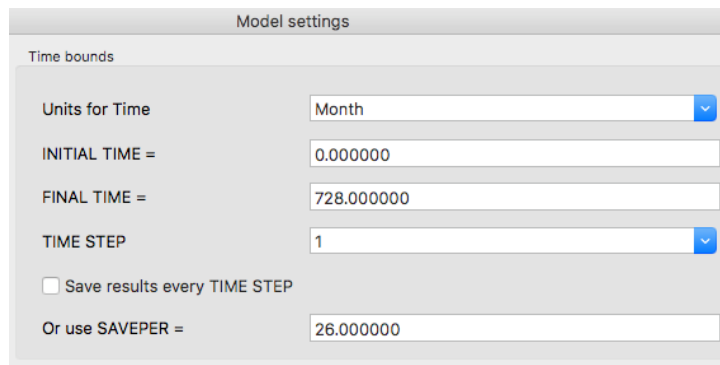 Model settings
Time bounds
Units for Time Month
INITIAL TIME = 0.000000
FINAL TIME = 728.000000
TIME STEP 1
Save results every TIME STEP
Or use SAVEPER = 26.000000